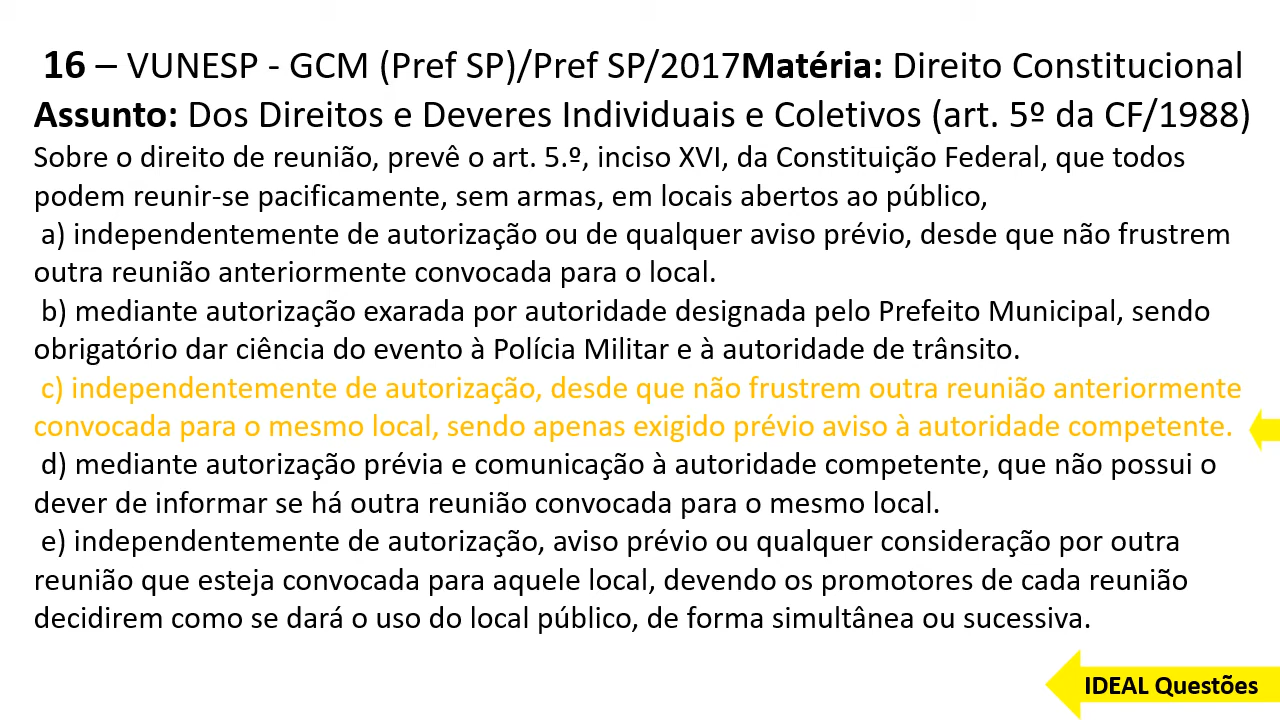 16 – VUNESP - GCM (Pref SP)/Pref SP/2017Matéria: Direito Constitucional
Assunto: Dos Direitos e Deveres Individuais e Coletivos (art. 5º da CF/1988)
Sobre o direito de reunião, prevê o art. 5.º, inciso XVI, da Constituição Federal, que todos
podem reunir-se pacificamente, sem armas, em locais abertos ao público,
a) independentemente de autorização ou de qualquer aviso prévio, desde que não frustrem
outra reunião anteriormente convocada para o local.
b) mediante autorização exarada por autoridade designada pelo Prefeito Municipal, sendo
obrigatório dar ciência do evento à Polícia Militar e à autoridade de trânsito.
c) independentemente de autorização, desde que não frustrem outra reunião anteriormente
convocada para o mesmo local, sendo apenas exigido prévio aviso à autoridade competente.
d) mediante autorização prévia e comunicação à autoridade competente, que não possui o
dever de informar se há outra reunião convocada para o mesmo local.
e) independentemente de autorização, aviso prévio ou qualquer consideração por outra
reunião que esteja convocada para aquele local, devendo os promotores de cada reunião
decidirem como se dará o uso do local público, de forma simultânea ou sucessiva.
IDEAL Questões